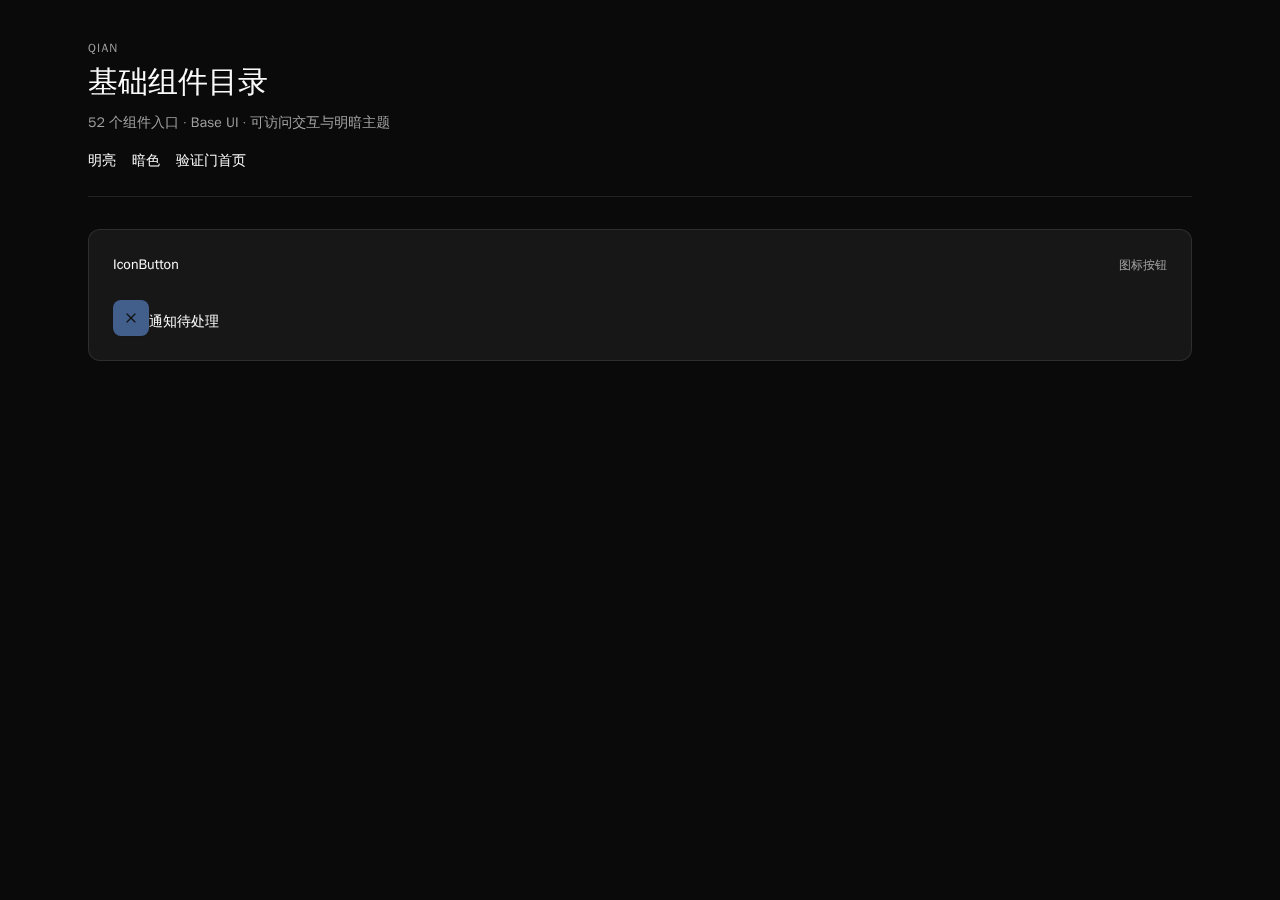 QIAN
基础组件目录
52 个组件入口 · Base UI · 可访问交互与明暗主题
明亮 暗色 验证门首页
IconButton 图标按钮
通知待处理